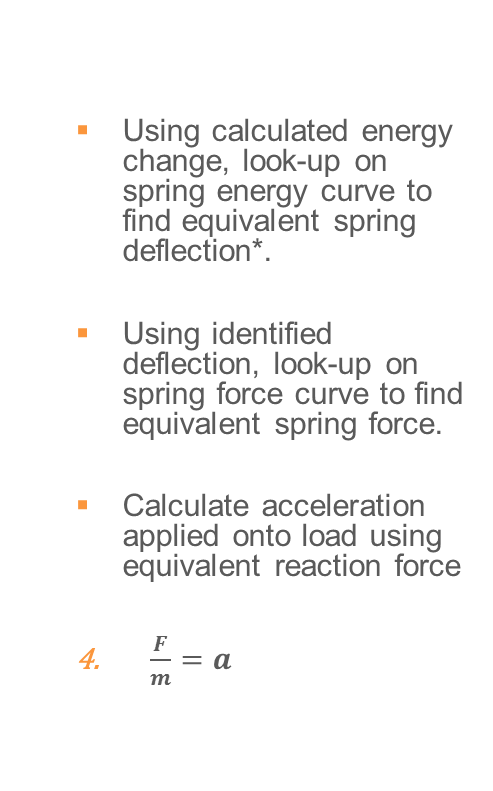 ▪ Using calculated energy
change, look-up on
spring energy curve to
find equivalent spring
deflection*.
▪ Using identified
deflection, look-up on
spring force curve to find
equivalent spring force.
▪ Calculate acceleration
applied onto load using
equivalent reaction force
4. F/m = a